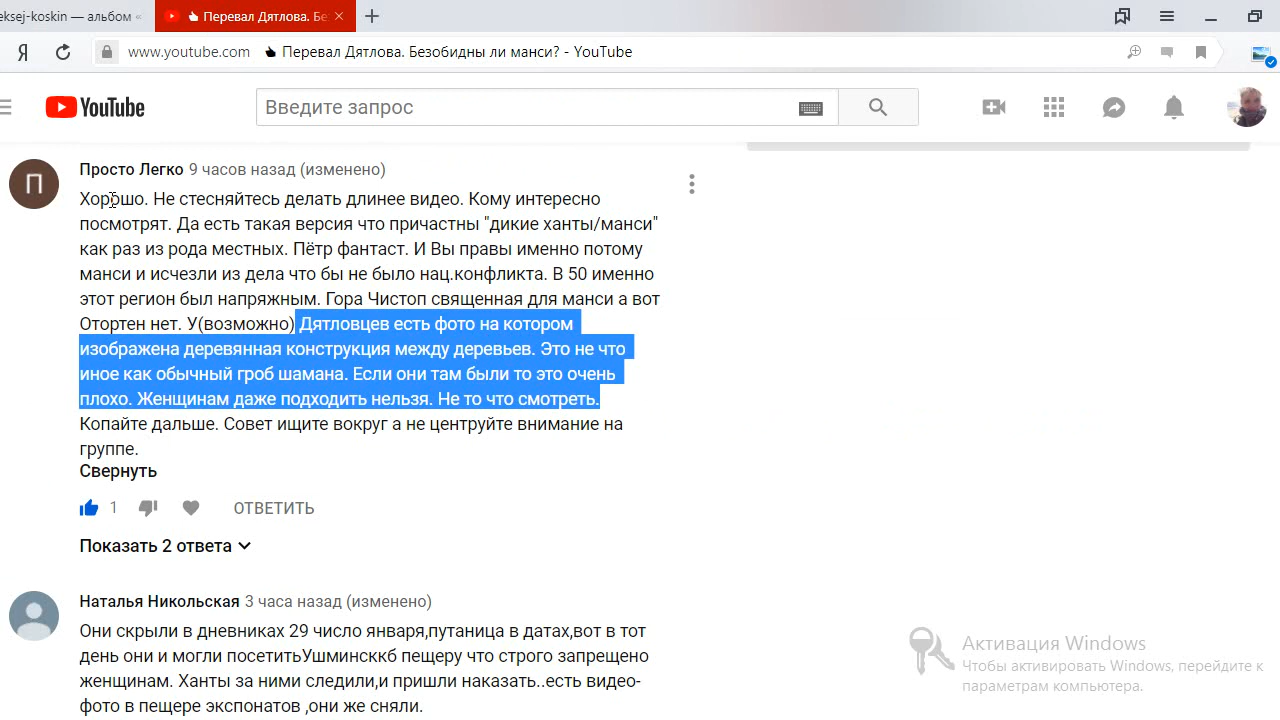 eksej-koskin — альбом «
Перевал Дятлова. Бе
Я
www.youtube.com
Перевал Дятлова. Безобидны ли манси? - YouTube
YouTube
Введите запрос
П
Просто Легко 9 часов назад (изменено)
Хорошо. Не стесняйтесь делать длинее видео. Кому интересно
посмотрят. Да есть такая версия что причастны "дикие ханты/манси"
как раз из рода местных. Пётр фантаст. И Вы правы именно потому
манси и исчезли из дела что бы не было нац.конфликта. В 50 именно
этот регион был напряжным. Гора Чистоп священная для манси а вот
Отортен нет. У(возможно) Дятловцев есть фото на котором
изображена деревянная конструкция между деревьев. Это не что
иное как обычный гроб шамана. Если они там были то это очень
плохо. Женщинам даже подходить нельзя. Не то что смотреть.
Копайте дальше. Совет ищите вокруг а не центруйте внимание на
группе.
Свернуть
1 ОТВЕТИТЬ
Показать 2 ответа
Наталья Никольская 3 часа назад (изменено)
Они скрыли в дневниках 29 число января,путаница в датах,вот в тот
день они и могли посетитьУшминсккб пещеру что строго запрещено
женщинам. Ханты за ними следили,и пришли наказать..есть видео-
фото в пещере экспонатов ,они же сняли.
Активация Windows
Чтобы активировать Windows, перейдите к
параметрам компьютера.